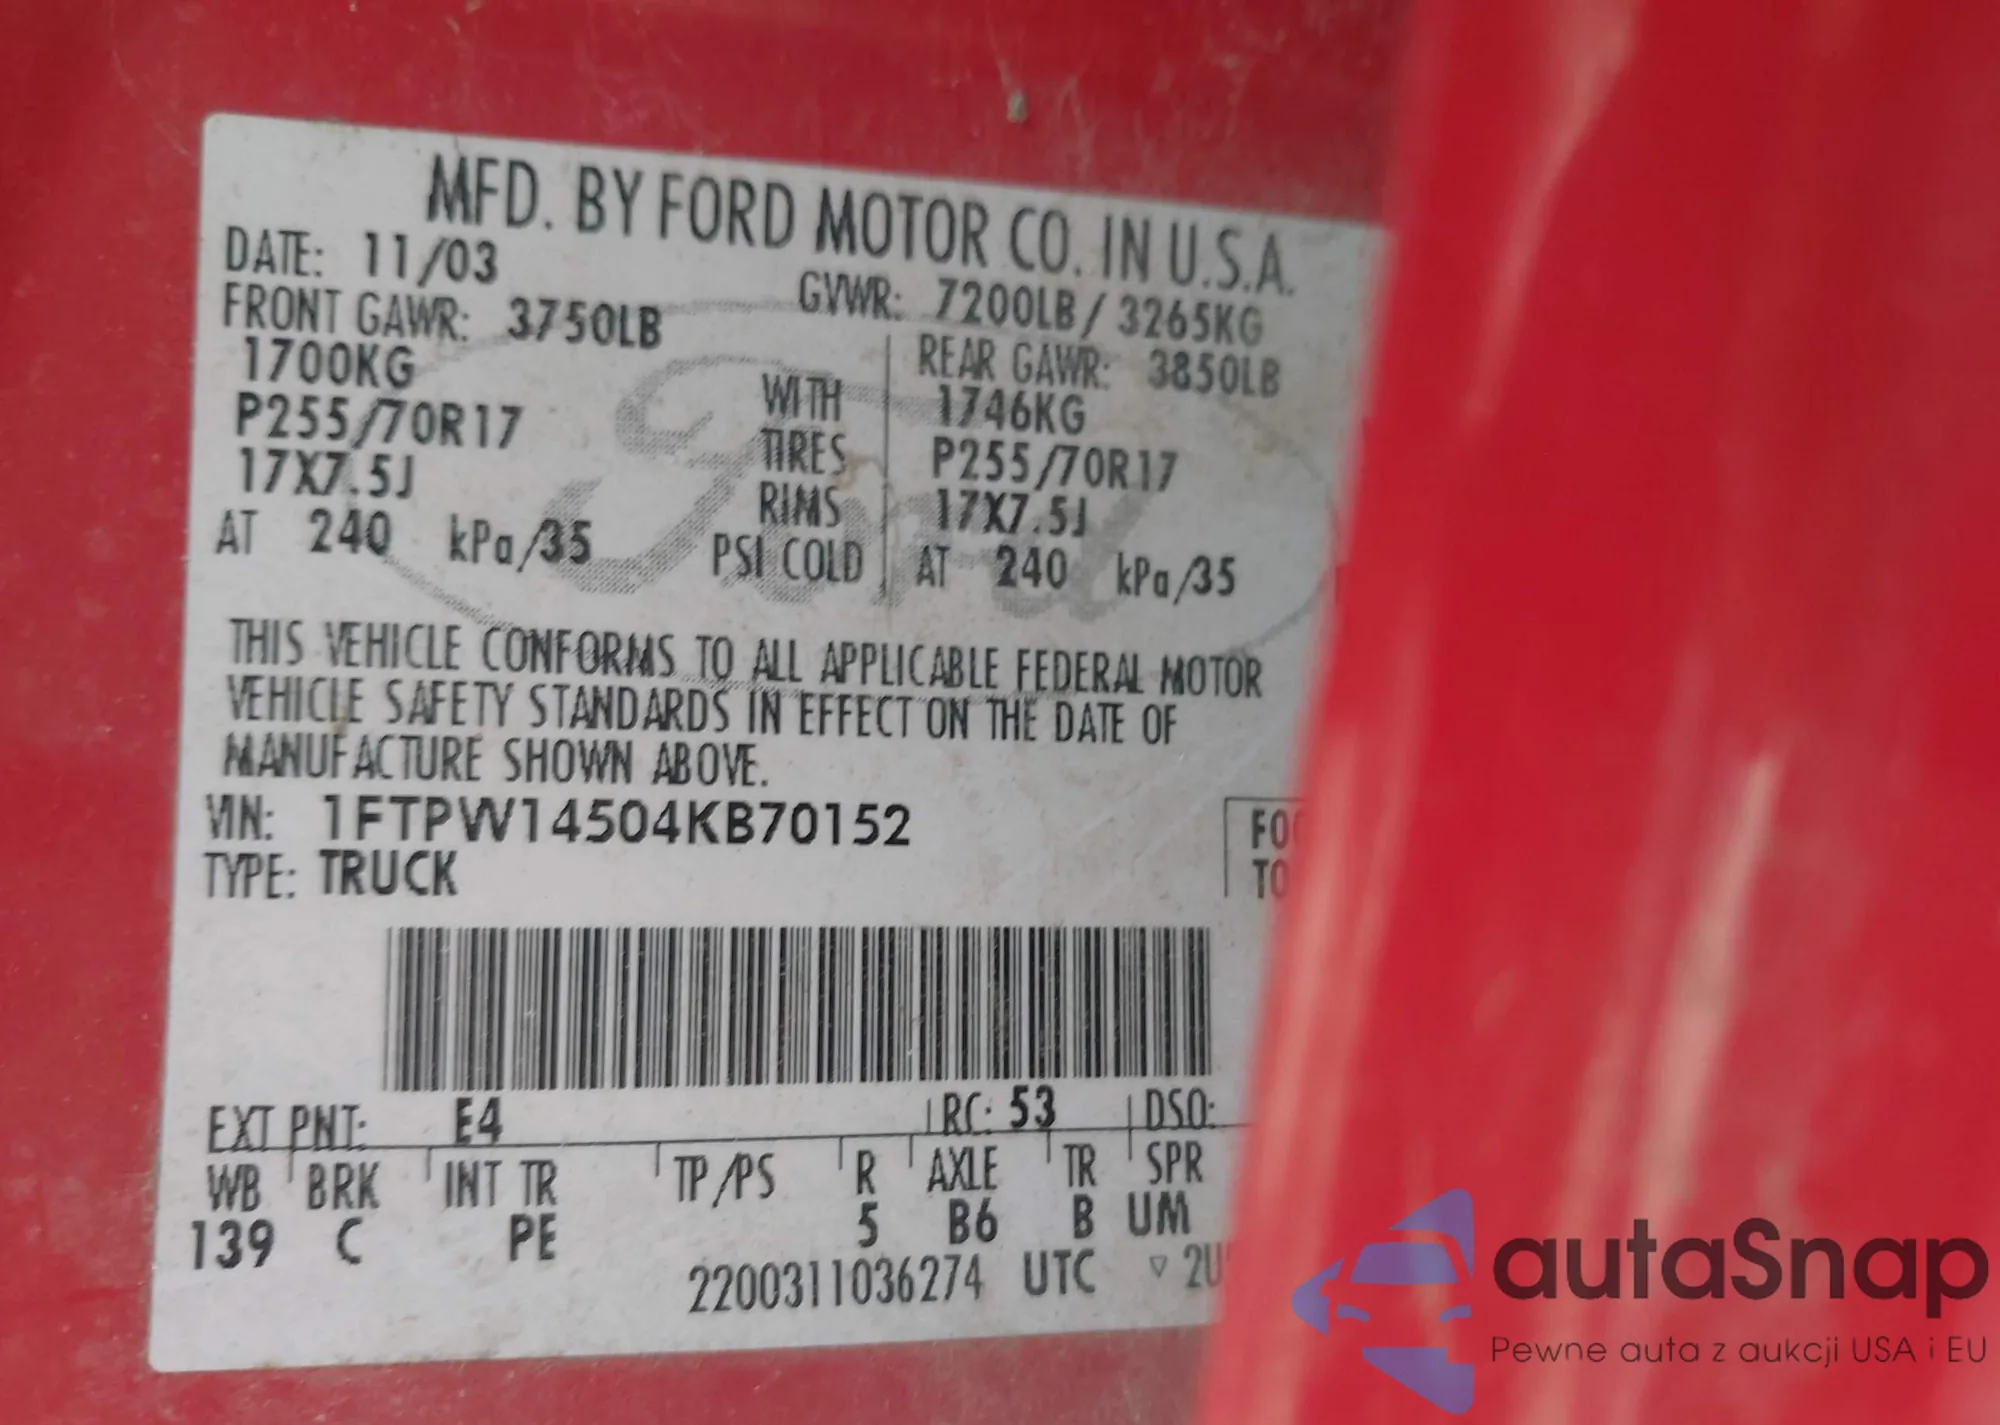 MFD. BY FORD MOTOR CO. IN U.S.A.
DATE: 11/03 GVWR: 7200LB / 3265KG
FRONT GAWR: 3750LB REAR GAWR: 3850LB
1700KG WITH 1746KG
P255/70R17 TIRES P255/70R17
17X7.5J RIMS 17X7.5J
AT 240 kPa/35 PSI COLD AT 240 kPa/35
THIS VEHICLE CONFORMS TO ALL APPLICABLE FEDERAL MOTOR
VEHICLE SAFETY STANDARDS IN EFFECT ON THE DATE OF
MANUFACTURE SHOWN ABOVE.
VIN: 1FTPW14504KB70152
TYPE: TRUCK
EXT PNT: E4 RC: 53 DSO:
WB BRK INT TR TP/PS R AXLE TR SPR
139 C PE 5 B6 B UM
2200311036274 UTC ▽ 2U
Ford
autaSnap
Pewne auta z aukcji USA i EU